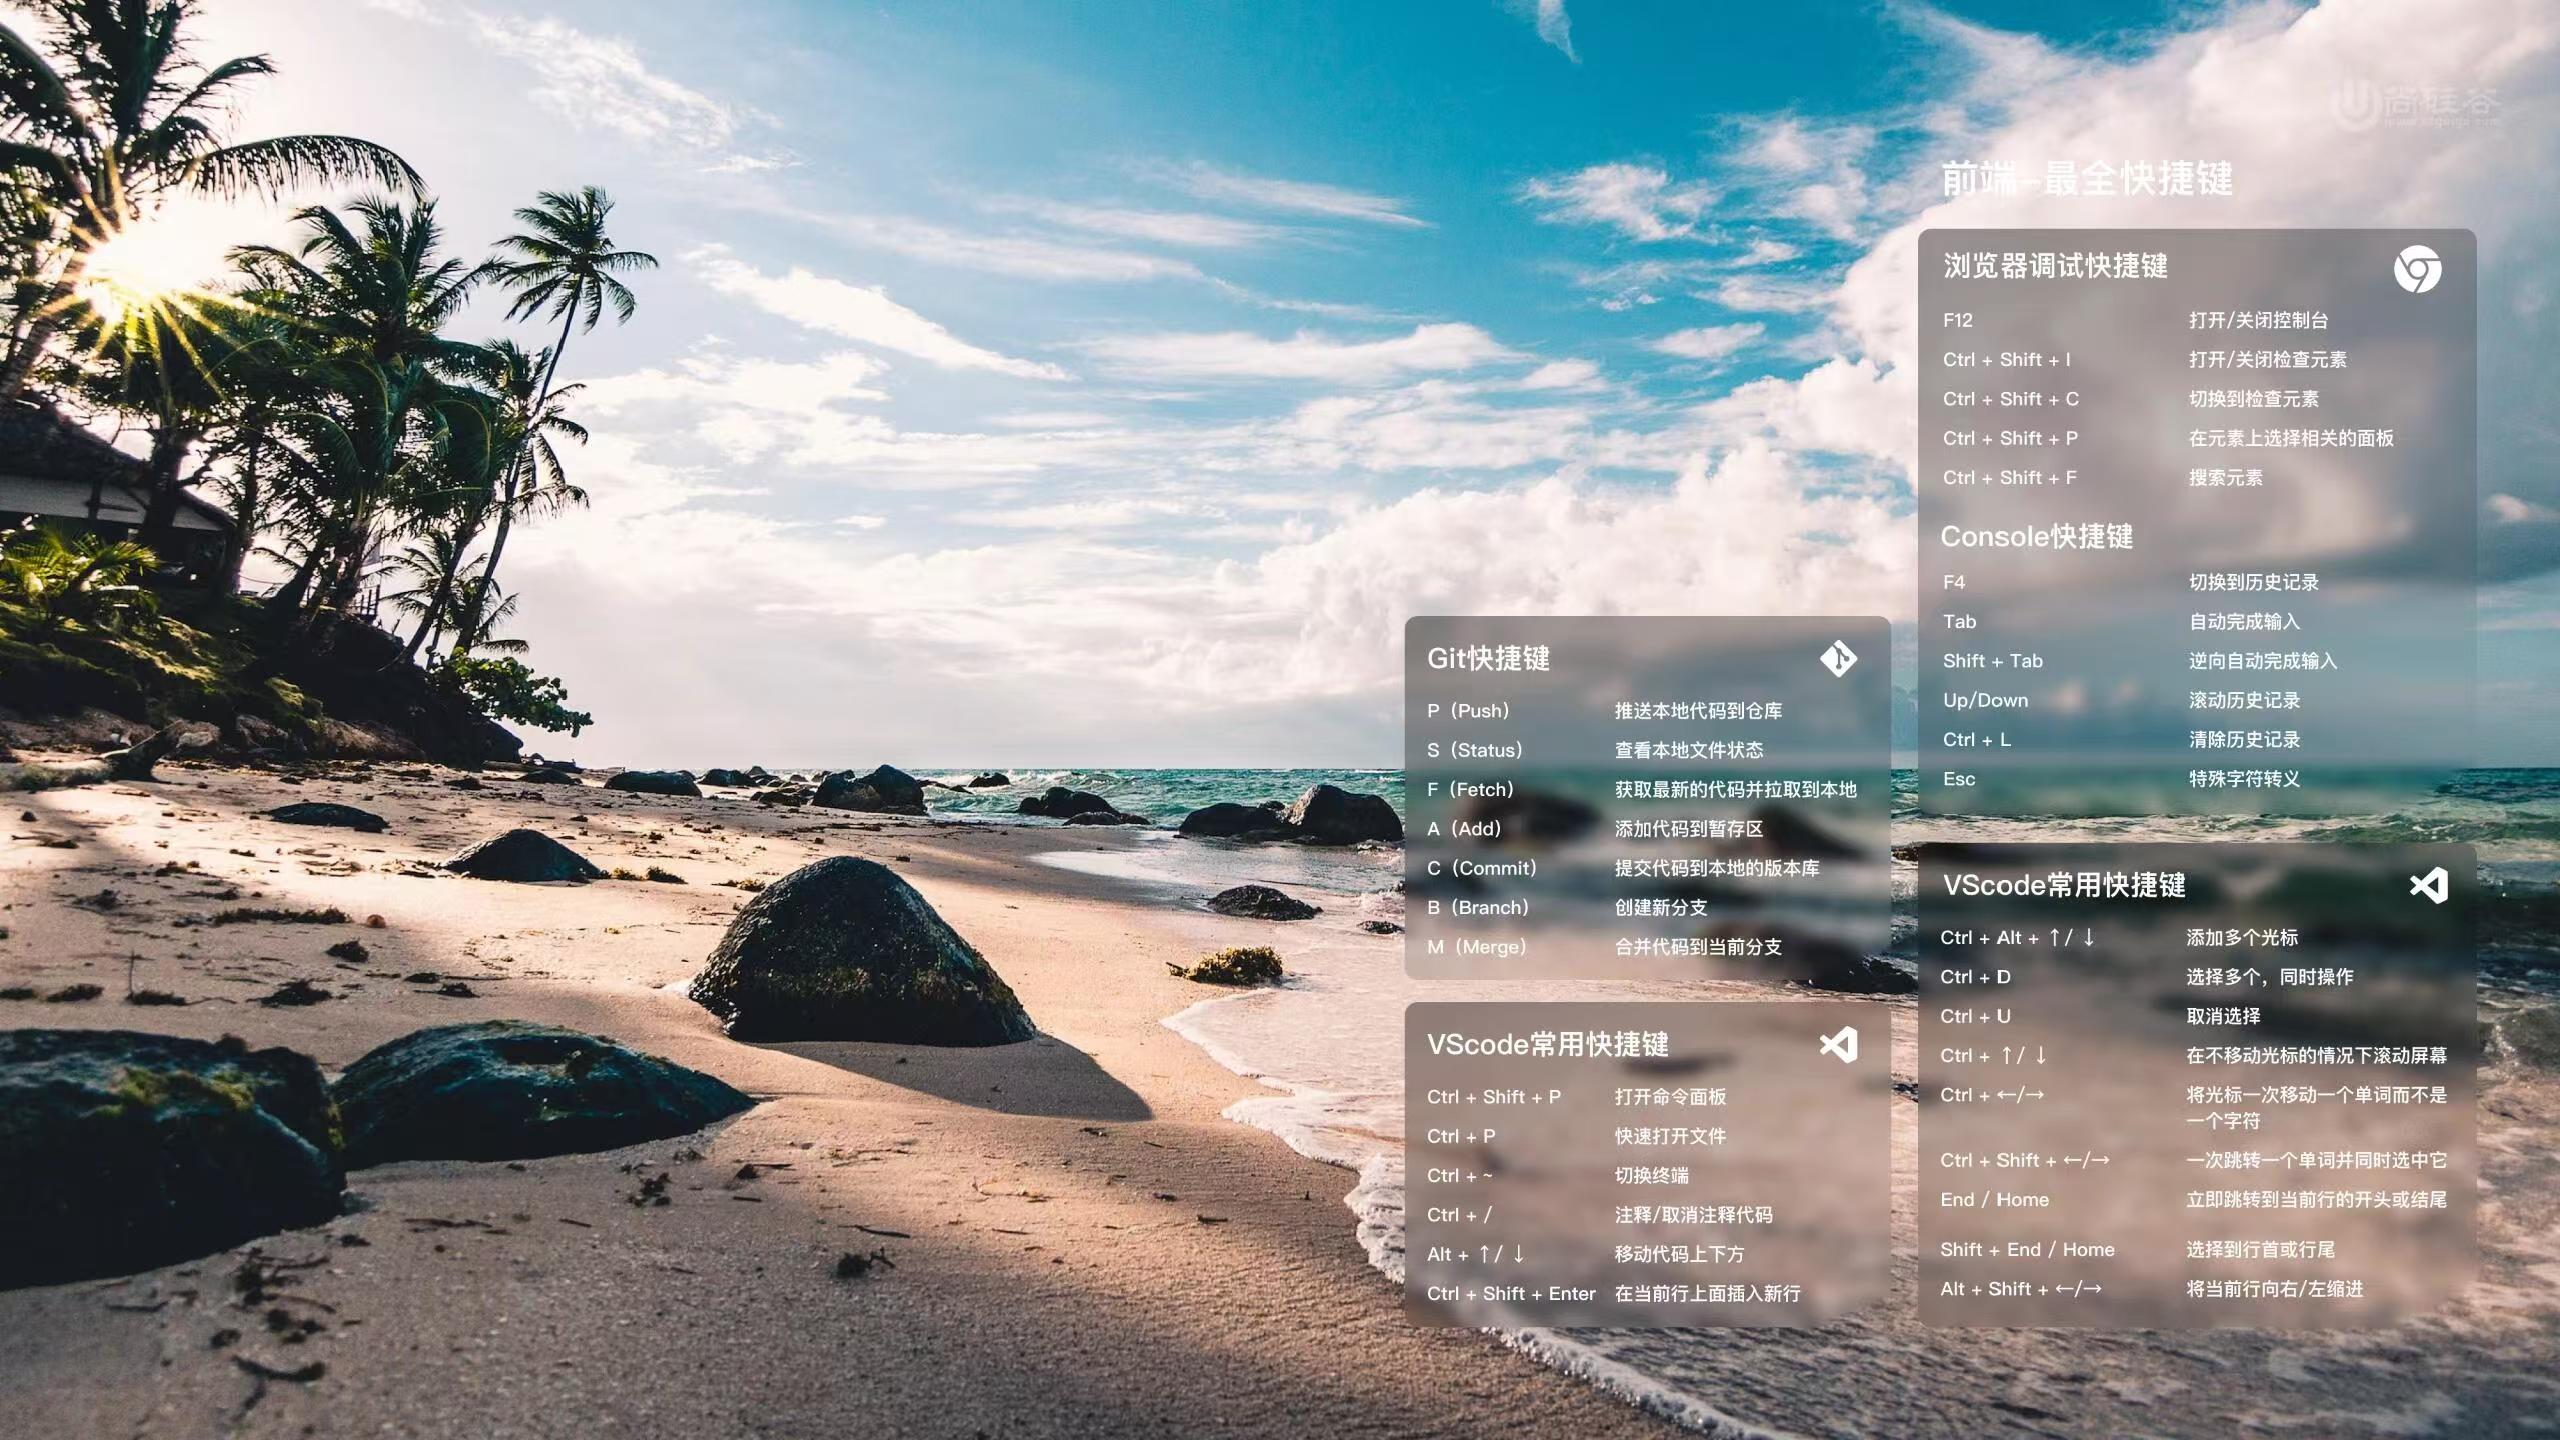 尚硅谷
前端-最全快捷键
浏览器调试快捷键
F12 打开/关闭控制台
Ctrl + Shift + I 打开/关闭检查元素
Ctrl + Shift + C 切换到检查元素
Ctrl + Shift + P 在元素上选择相关的面板
Ctrl + Shift + F 搜索元素
Console快捷键
F4 切换到历史记录
Tab 自动完成输入
Shift + Tab 逆向自动完成输入
Up/Down 滚动历史记录
Ctrl + L 清除历史记录
Esc 特殊字符转义
Git快捷键
P（Push） 推送本地代码到仓库
S（Status） 查看本地文件状态
F（Fetch） 获取最新的代码并拉取到本地
A（Add） 添加代码到暂存区
C（Commit） 提交代码到本地的版本库
B（Branch） 创建新分支
M（Merge） 合并代码到当前分支
VScode常用快捷键
Ctrl + Shift + P 打开命令面板
Ctrl + P 快速打开文件
Ctrl + ~ 切换终端
Ctrl + / 注释/取消注释代码
Alt + ↑/ ↓ 移动代码上下方
Ctrl + Shift + Enter 在当前行上面插入新行
VScode常用快捷键
Ctrl + Alt + ↑/ ↓ 添加多个光标
Ctrl + D 选择多个，同时操作
Ctrl + U 取消选择
Ctrl + ↑/ ↓ 在不移动光标的情况下滚动屏幕
Ctrl + ←/→ 将光标一次移动一个单词而不是
一个字符
Ctrl + Shift + ←/→ 一次跳转一个单词并同时选中它
End / Home 立即跳转到当前行的开头或结尾
Shift + End / Home 选择到行首或行尾
Alt + Shift + ←/→ 将当前行向右/左缩进